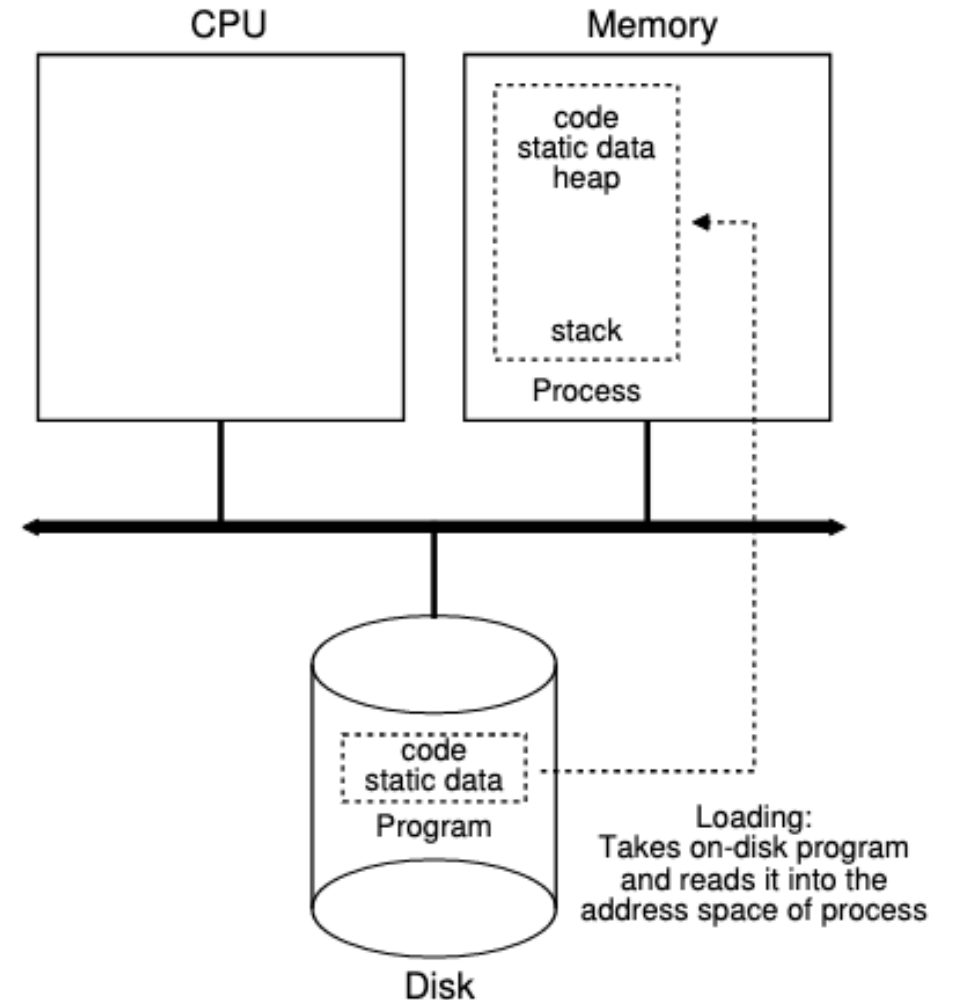 CPU
Memory
code
static data
heap
stack
Process
code
static data
Program
Loading:
Takes on-disk program
and reads it into the
address space of process
Disk